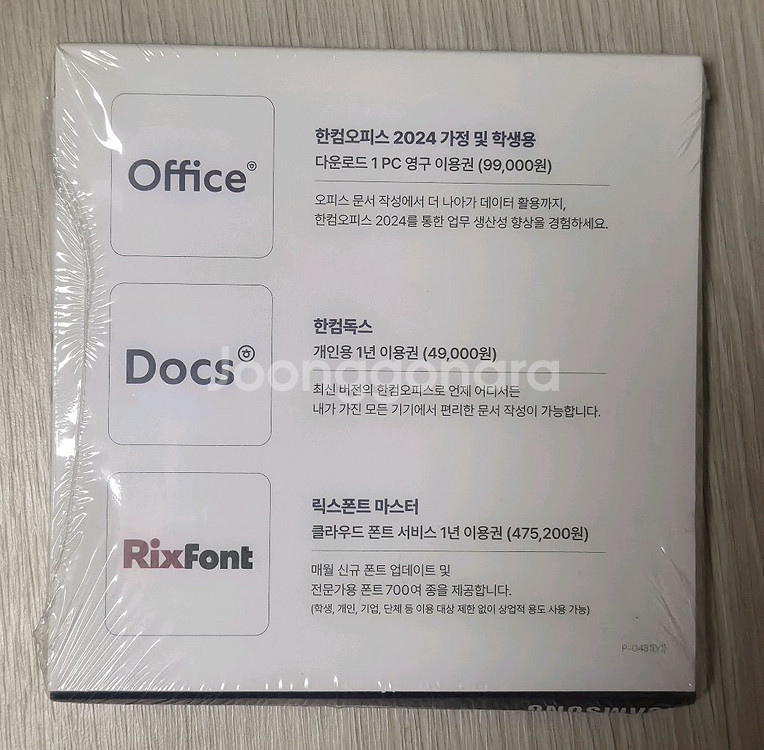 Office
한컴오피스 2024 가정 및 학생용
다운로드 1 PC 영구 이용권 (99,000원)
오피스 문서 작성에서 더 나아가 데이터 활용까지,
한컴오피스 2024를 통한 업무 생산성 향상을 경험하세요.
Docs
한컴독스
개인용 1년 이용권 (49,000원)
최신 버전의 한컴오피스로 언제 어디서든
내가 가진 모든 기기에서 편리한 문서 작성이 가능합니다.
Joonggonara
RixFont
릭스폰트 마스터
클라우드 폰트 서비스 1년 이용권 (475,200원)
매월 신규 폰트 업데이트 및
전문가용 폰트 700여 종을 제공합니다.
(학생, 개인, 기업, 단체 등 이용 대상 제한 없이 상업적 용도 사용 가능)
SAMSUNG